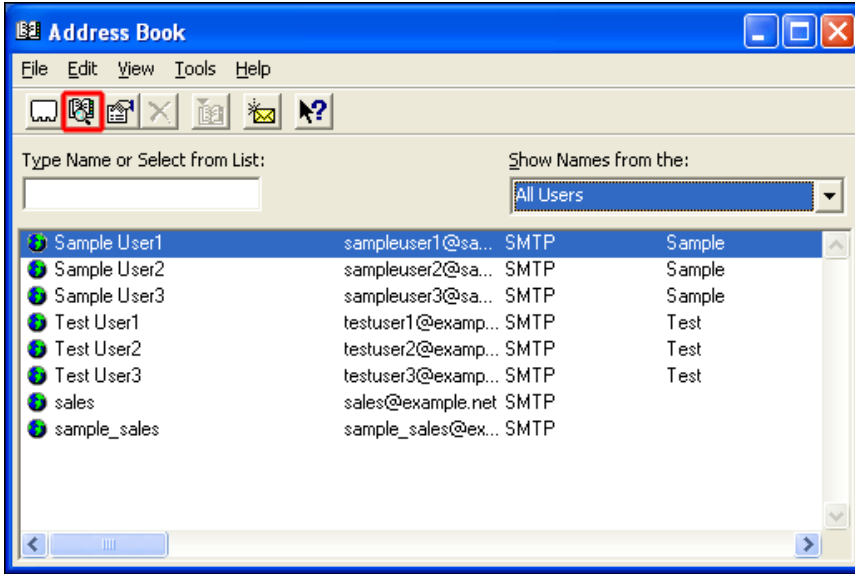 Address Book
File Edit View Tools Help
Type Name or Select from List: Show Names from the:
All Users
Sample User1 sampleuser1@sa... SMTP Sample
Sample User2 sampleuser2@sa... SMTP Sample
Sample User3 sampleuser3@sa... SMTP Sample
Test User1 testuser1@examp... SMTP Test
Test User2 testuser2@examp... SMTP Test
Test User3 testuser3@examp... SMTP Test
sales sales@example.net SMTP
sample_sales sample_sales@ex... SMTP